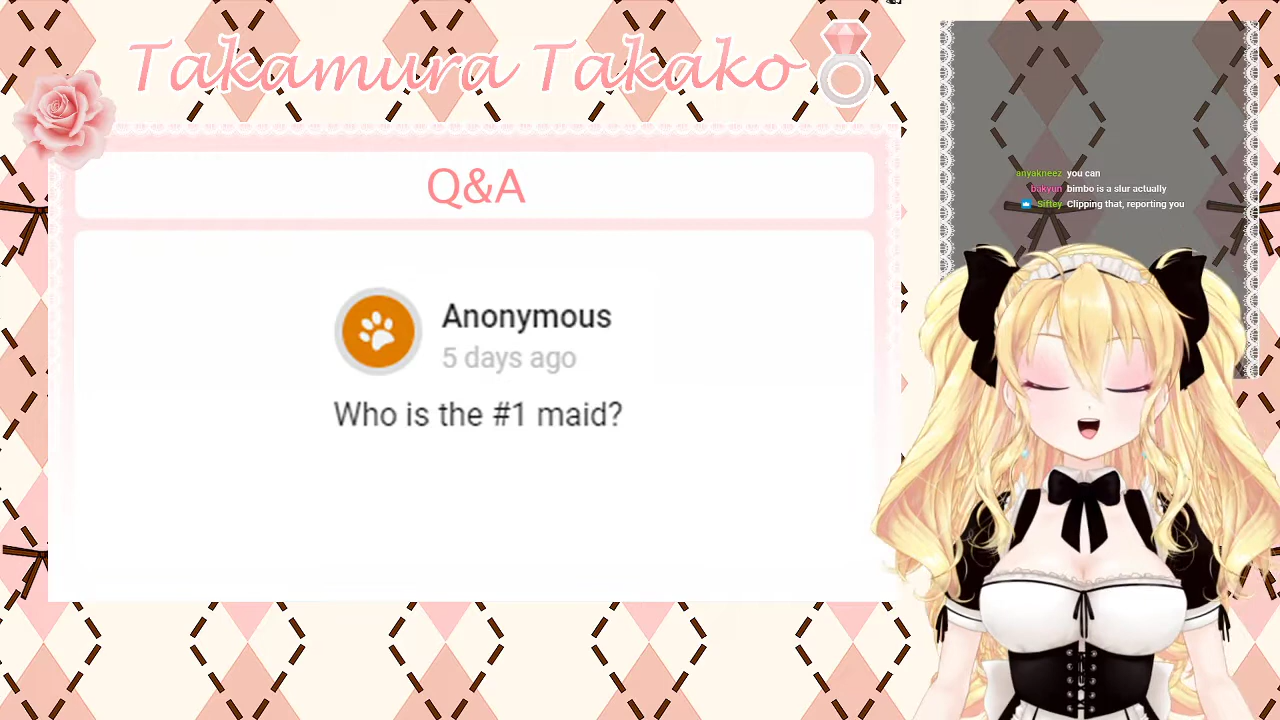 Takamura Takako
Q&A
Anonymous
5 days ago
Who is the #1 maid?
anyakneez you can
bakyun bimbo is a slur actually
Siftey Clipping that, reporting you